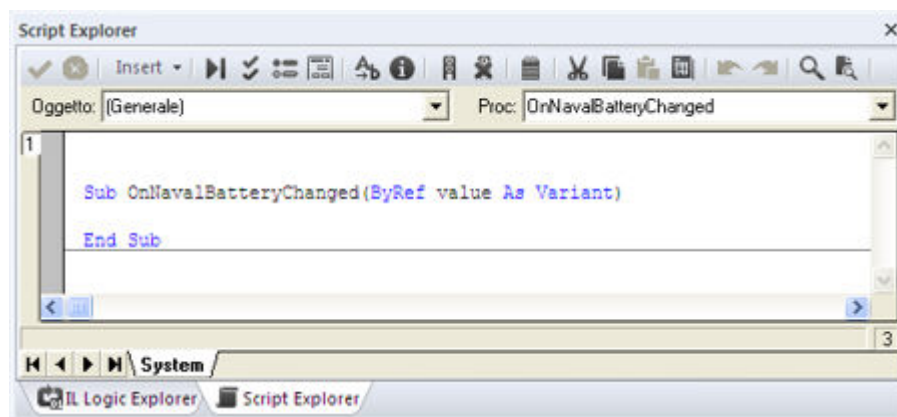 Script Explorer
Insert
Oggetto: (Generale) Proc: OnNavalBatteryChanged
1
Sub OnNavalBatteryChanged(ByRef value As Variant)
End Sub
3
System
IL Logic Explorer Script Explorer